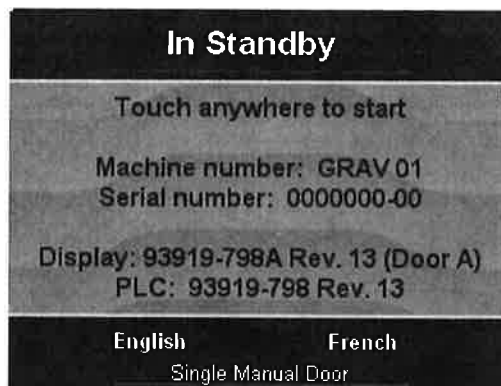 In Standby
Touch anywhere to start
Machine number: GRAV 01
Serial number: 0000000-00
Display: 93919-798A Rev. 13 (Door A)
PLC: 93919-798 Rev. 13
English French
Single Manual Door